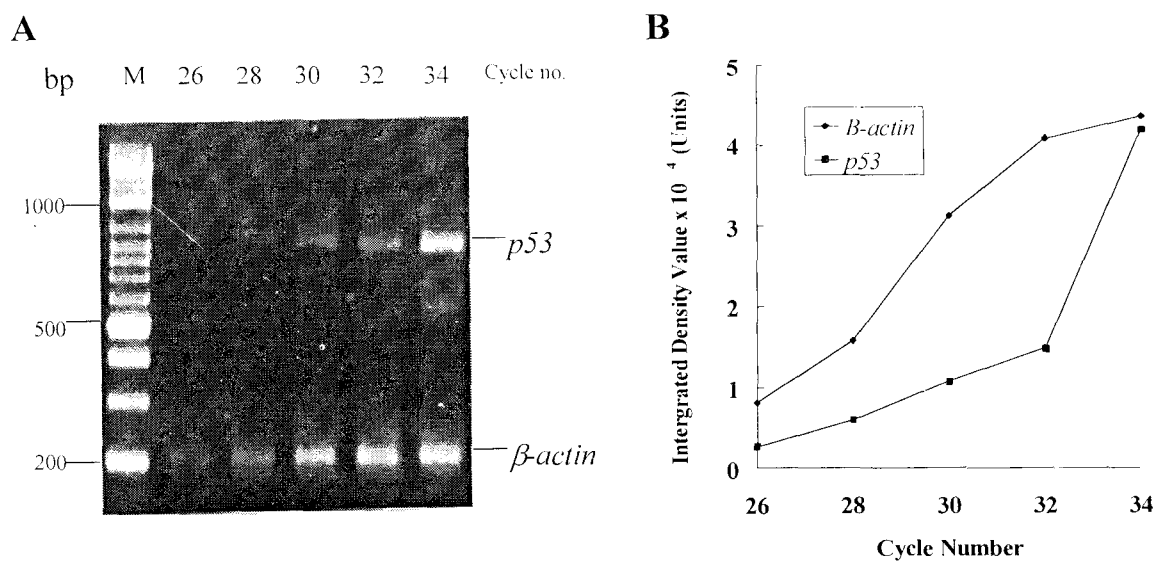 A
bp M 26 28 30 32 34 Cycle no.
1000
p53
500
200
β-actin
B
Intergrated Density Value x 10 -4 (Units)
5
4
3
2
1
0
B-actin
p53
26 28 30 32 34
Cycle Number